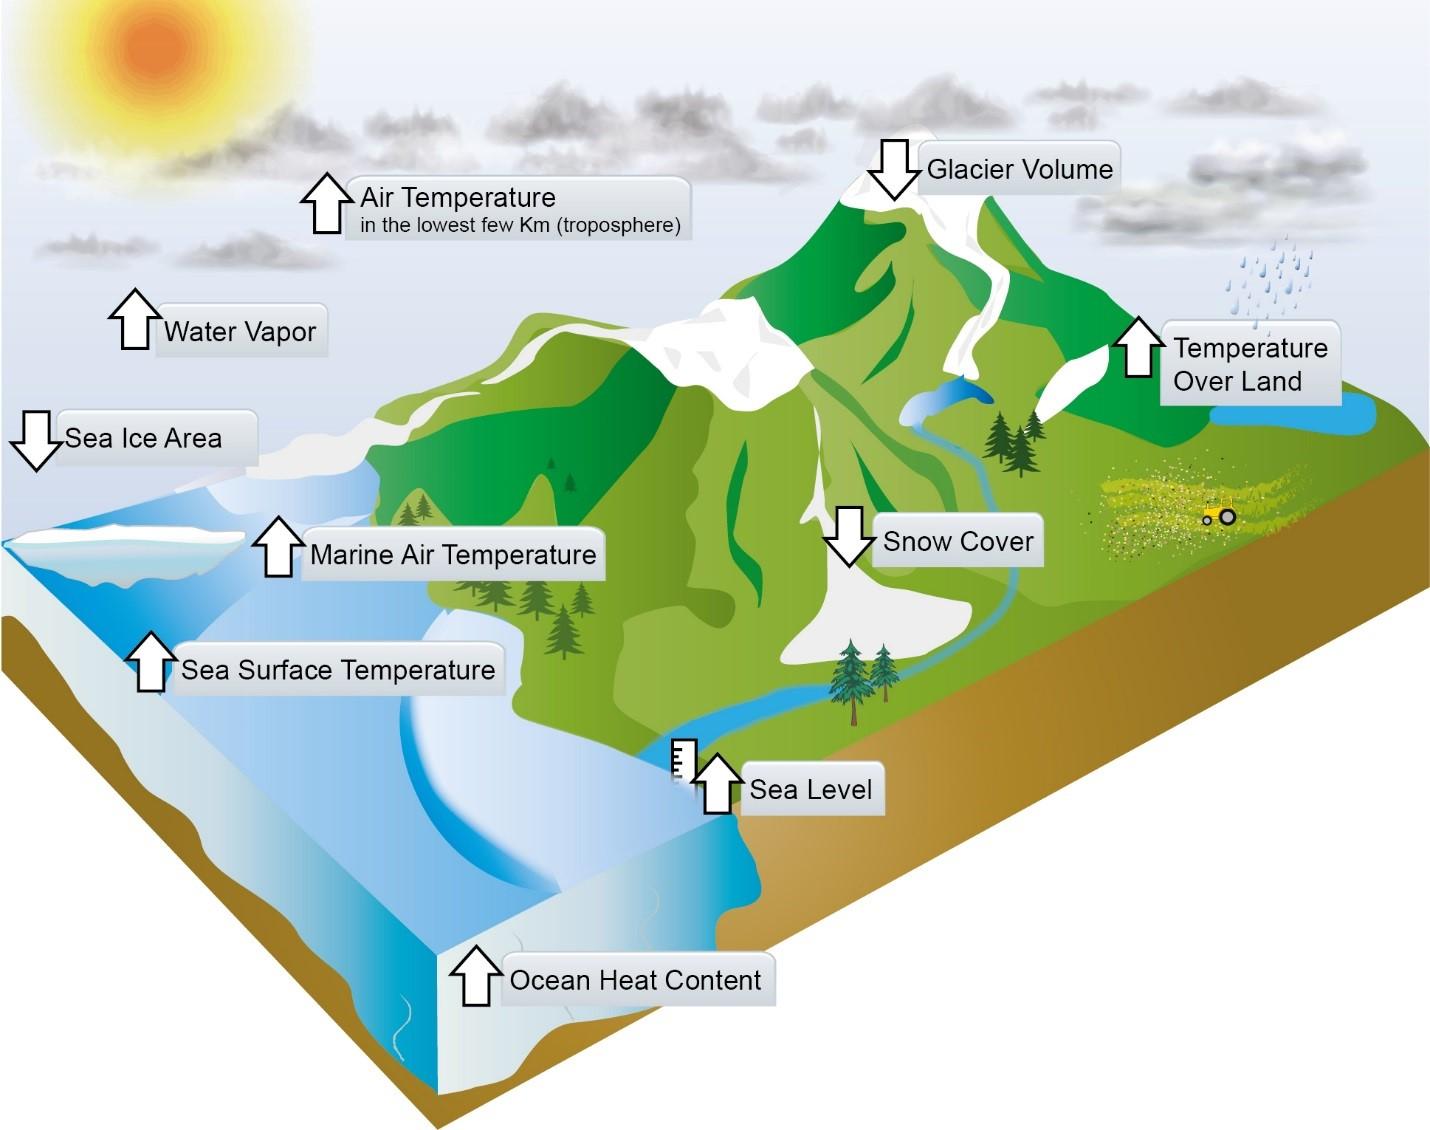 Glacier Volume
Air Temperature
in the lowest few Km (troposphere)
Water Vapor
Temperature
Over Land
Sea Ice Area
Marine Air Temperature
Snow Cover
Sea Surface Temperature
Sea Level
Ocean Heat Content